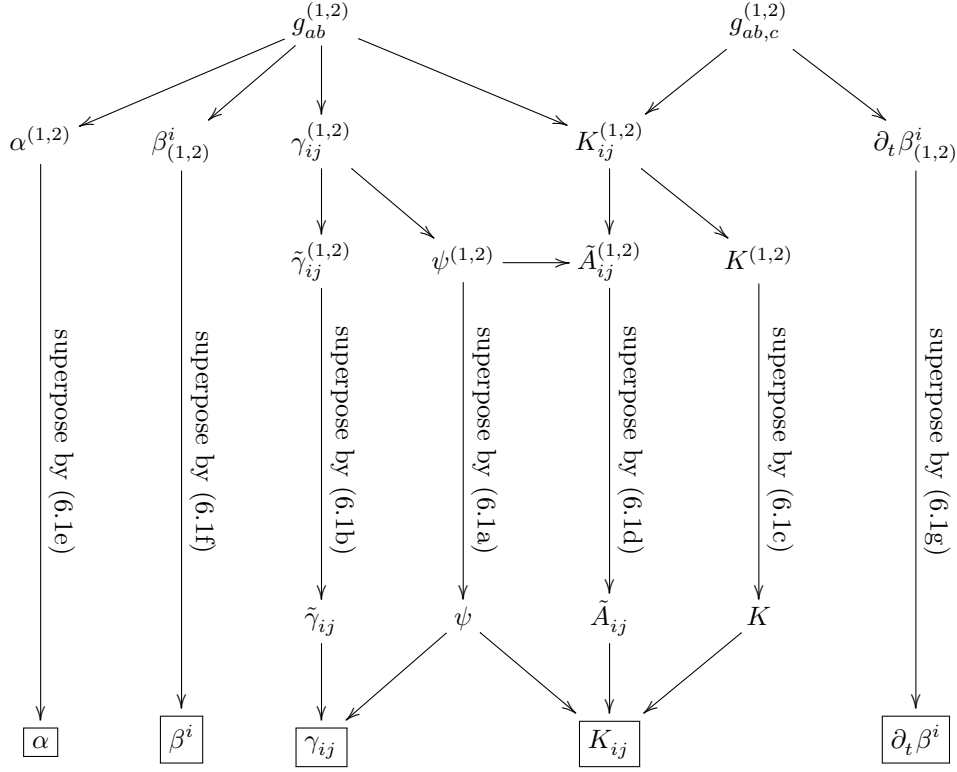 g_{ab}^{(1,2)} g_{ab,c}^{(1,2)}
α^{(1,2)} β^i_{(1,2)} γ_{ij}^{(1,2)} K_{ij}^{(1,2)} ∂_t β^i_{(1,2)}
γ̃_{ij}^{(1,2)} ψ^{(1,2)} Ã_{ij}^{(1,2)} K^{(1,2)}
superpose by (6.1e)
superpose by (6.1f)
superpose by (6.1b)
superpose by (6.1a)
superpose by (6.1d)
superpose by (6.1c)
superpose by (6.1g)
γ̃_{ij} ψ Ã_{ij} K
α β^i γ_{ij} K_{ij} ∂_t β^i